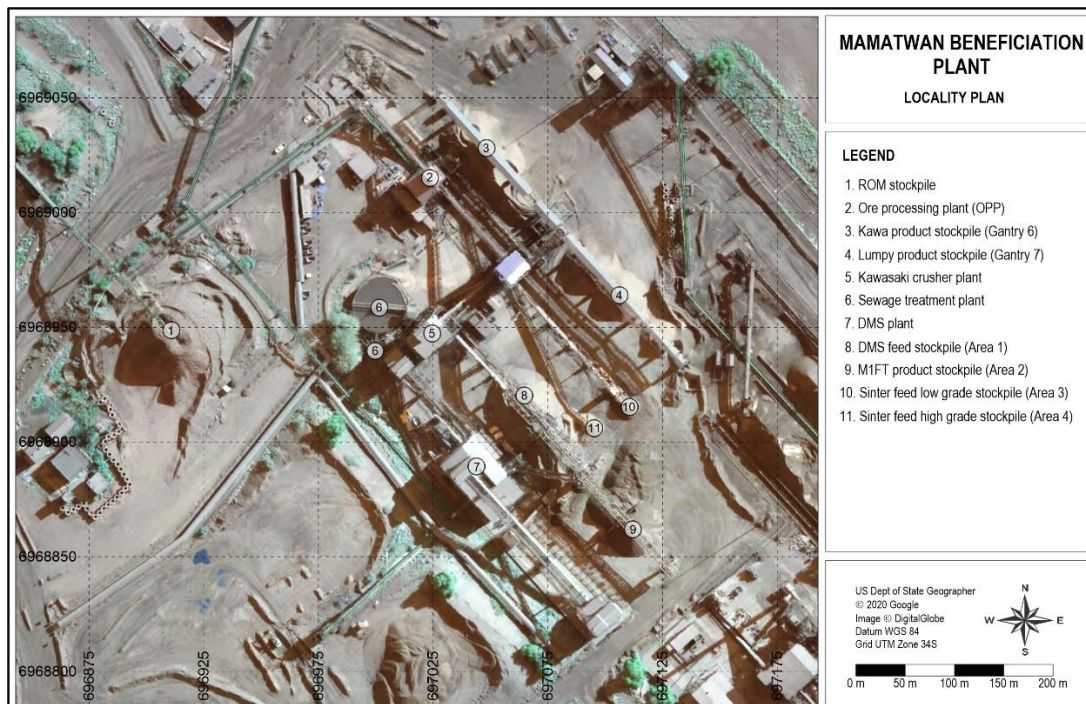 MAMATWAN BENEFICIATION
PLANT
LOCALITY PLAN
LEGEND
1. ROM stockpile
2. Ore processing plant (OPP)
3. Kawa product stockpile (Gantry 6)
4. Lumpy product stockpile (Gantry 7)
5. Kawasaki crusher plant
6. Sewage treatment plant
7. DMS plant
8. DMS feed stockpile (Area 1)
9. M1FT product stockpile (Area 2)
10. Sinter feed low grade stockpile (Area 3)
11. Sinter feed high grade stockpile (Area 4)
US Dept of State Geographer
© 2020 Google
Image © DigitalGlobe
Datum WGS 84
Grid UTM Zone 34S
N
W
E
S
0 m
50 m
100 m
150 m
200 m
6969050
6969000
6968950
6968900
6968850
6968800
696875
696925
696975
697025
697075
697125
697175
3
2
4
6
1
5
6
8
10
11
7
9